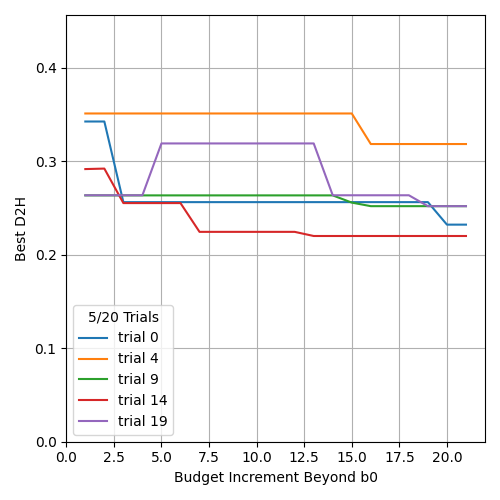 Best D2H
0.4
0.3
0.2
0.1
0.0
5/20 Trials
trial 0
trial 4
trial 9
trial 14
trial 19
0.0 2.5 5.0 7.5 10.0 12.5 15.0 17.5 20.0
Budget Increment Beyond b0